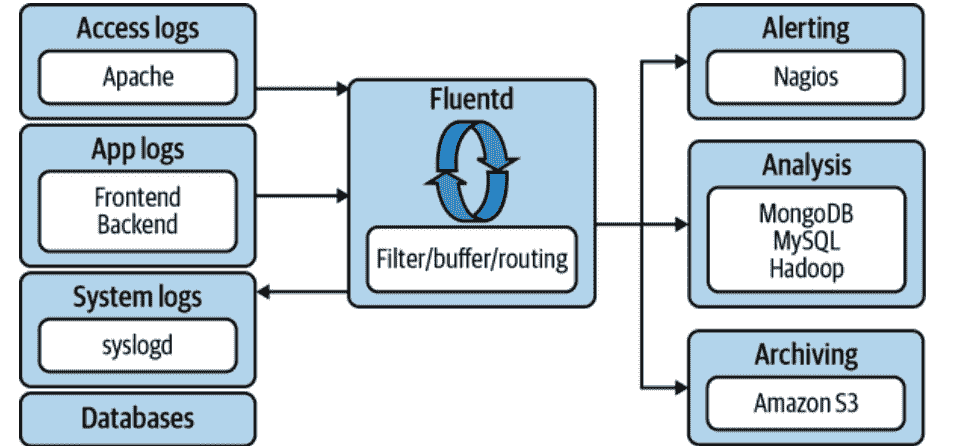 Access logs
Apache
App logs
Frontend
Backend
System logs
syslogd
Databases
Fluentd
Filter/buffer/routing
Alerting
Nagios
Analysis
MongoDB
MySQL
Hadoop
Archiving
Amazon S3